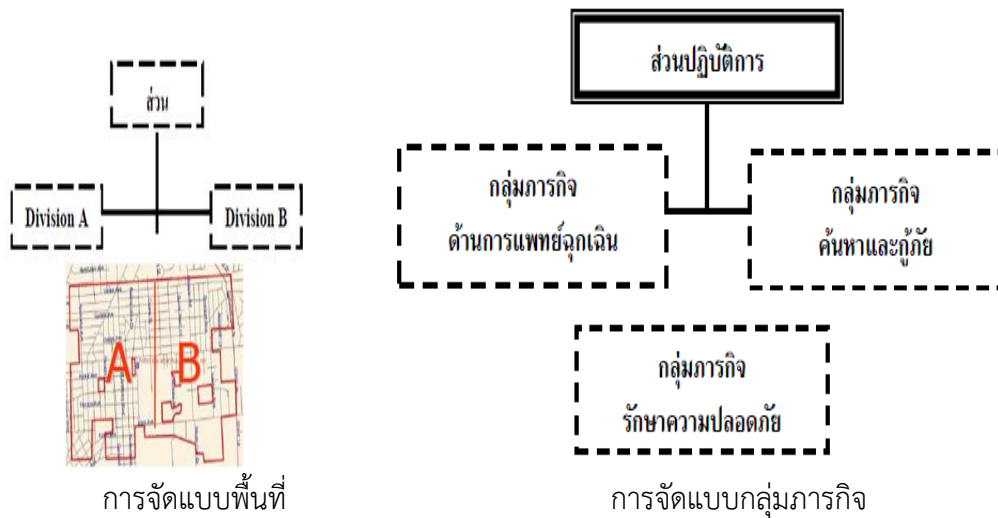 ส่วน
Division A
Division B
A
B
การจัดแบบพื้นที่
ส่วนปฏิบัติการ
กลุ่มภารกิจ
ด้านการแพทย์ฉุกเฉิน
กลุ่มภารกิจ
ค้นหาและกู้ภัย
กลุ่มภารกิจ
รักษาความปลอดภัย
การจัดแบบกลุ่มภารกิจ